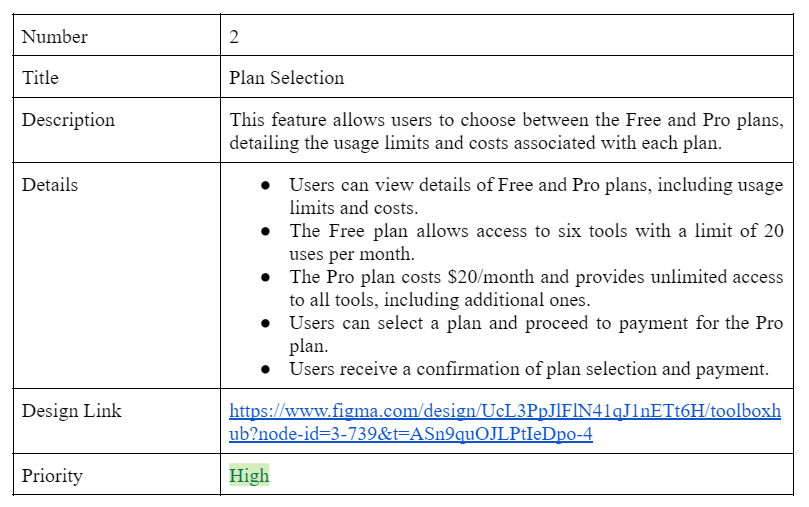 Number
2
Title
Plan Selection
Description
This feature allows users to choose between the Free and Pro plans,
detailing the usage limits and costs associated with each plan.
Details
● Users can view details of Free and Pro plans, including usage
limits and costs.
● The Free plan allows access to six tools with a limit of 20
uses per month.
● The Pro plan costs $20/month and provides unlimited access
to all tools, including additional ones.
● Users can select a plan and proceed to payment for the Pro
plan.
● Users receive a confirmation of plan selection and payment.
Design Link
https://www.figma.com/design/UcL3PpJlFlN41qJ1nETt6H/toolboxh
ub?node-id=3-739&t=ASn9quOJLPtIeDpo-4
Priority
High